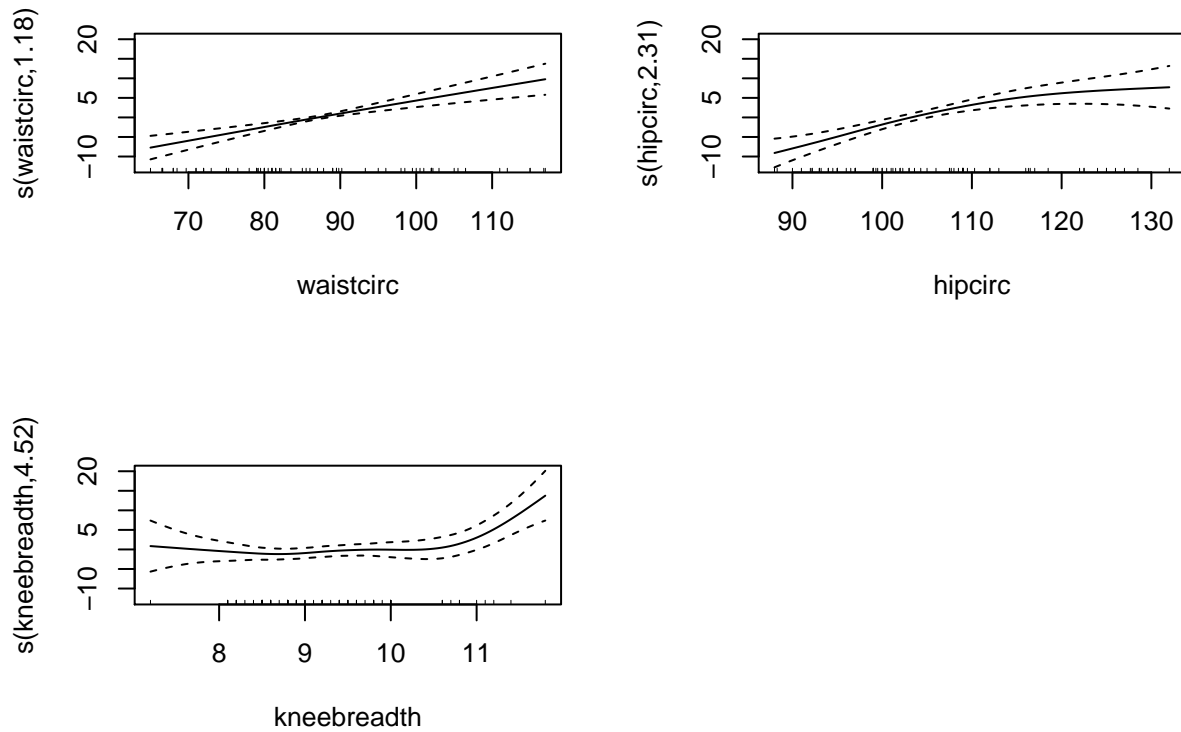 s(waistcirc,1.18)
20
5
−10
70 80 90 100 110
waistcirc
s(hipcirc,2.31)
20
5
−10
90 100 110 120 130
hipcirc
s(kneebreadth,4.52)
20
5
−10
8 9 10 11
kneebreadth